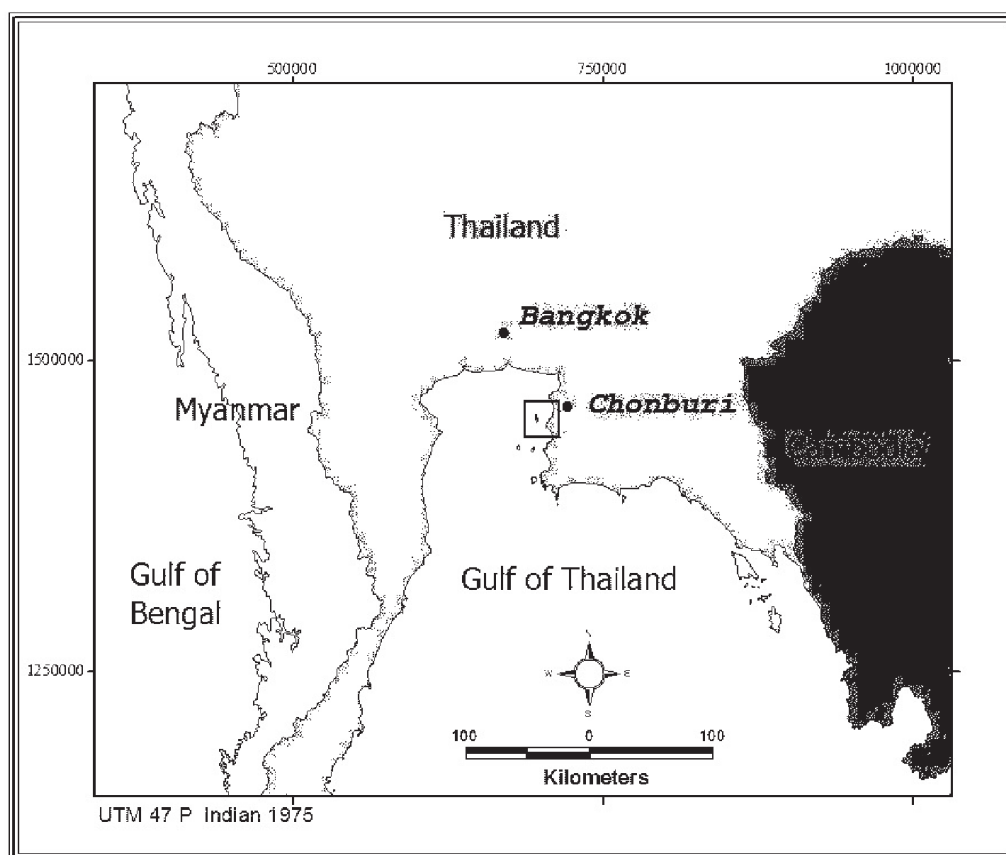 500000 750000 1000000
Thailand
Bangkok
1500000
Myanmar
Chonburi
Cambodia
Gulf of
Bengal
Gulf of Thailand
1250000
N
W E
S
100 0 100
Kilometers
UTM 47 P Indian 1975